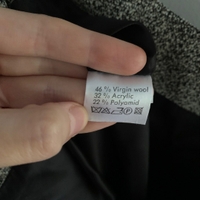 46 % Virgin wool
32 % Acrylic
22 % Polyamid